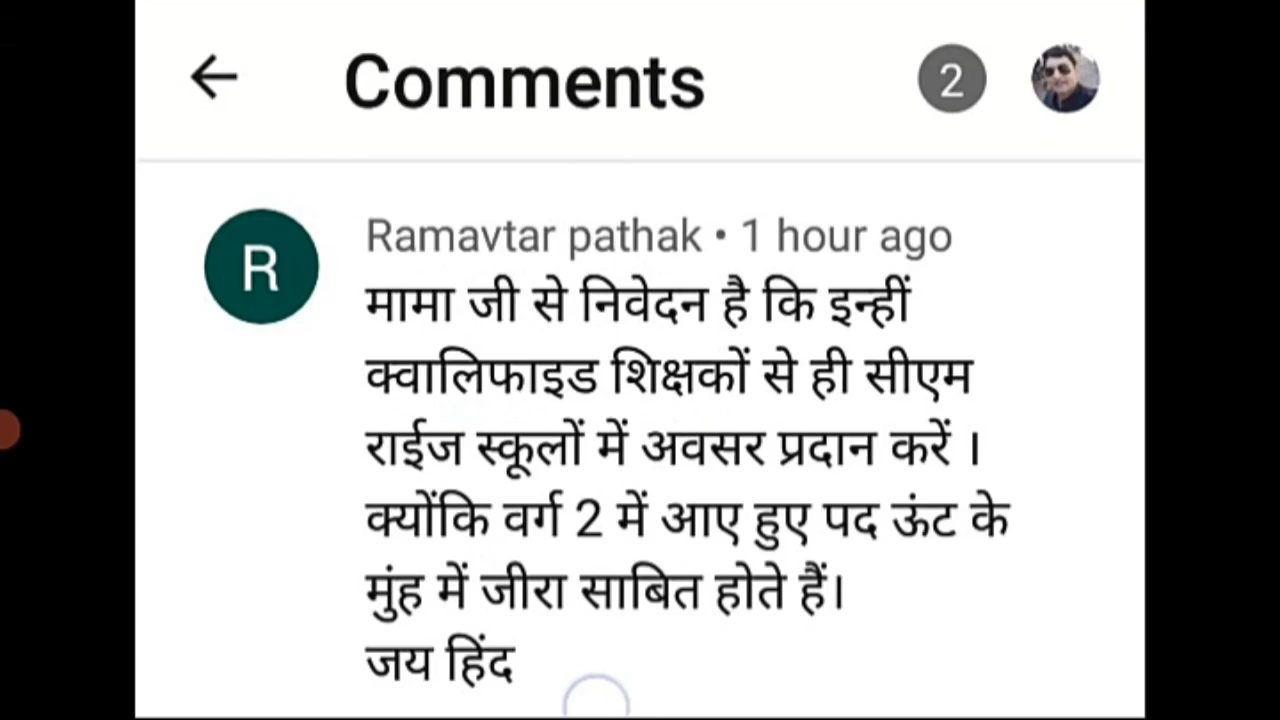 Comments
2
R
Ramavtar pathak • 1 hour ago
मामा जी से निवेदन है कि इन्हीं
क्वालिफाइड शिक्षकों से ही सीएम
राईज स्कूलों में अवसर प्रदान करें ।
क्योंकि वर्ग 2 में आए हुए पद ऊंट के
मुंह में जीरा साबित होते हैं।
जय हिंद